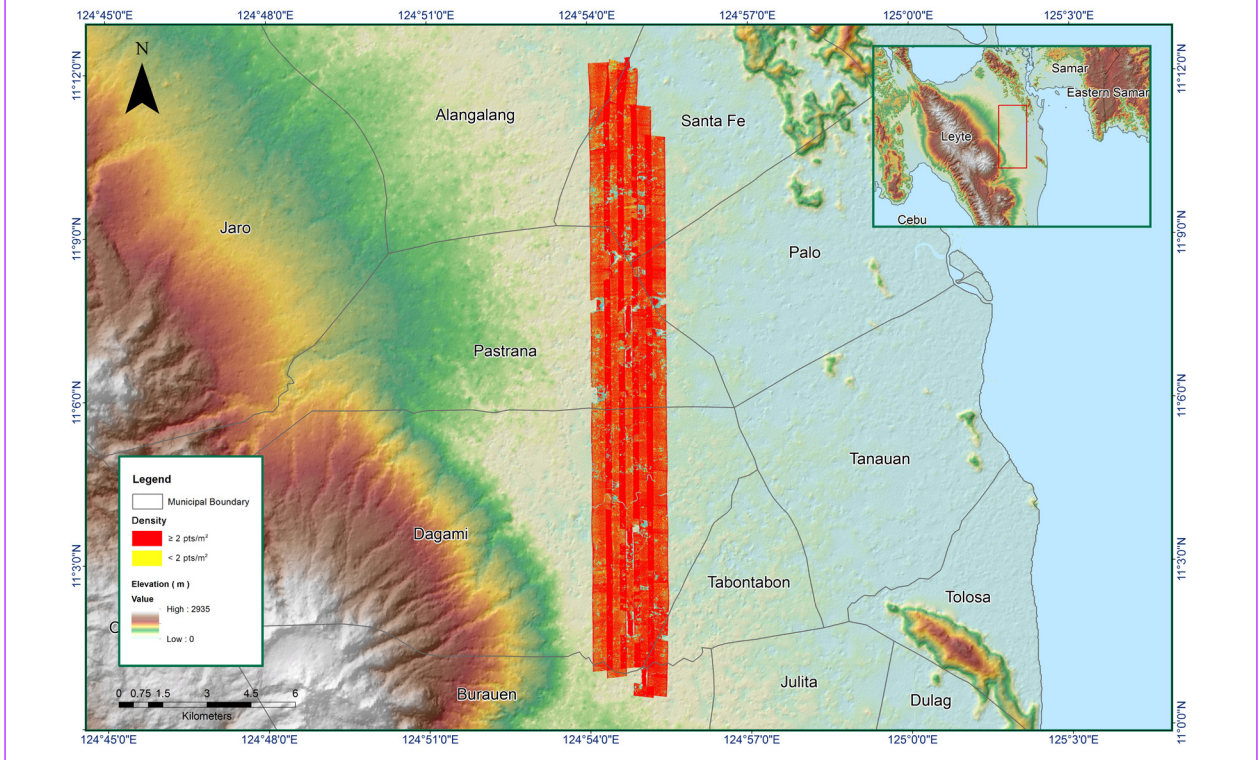 124°45'0"E 124°48'0"E 124°51'0"E 124°54'0"E 124°57'0"E 125°0'0"E 125°3'0"E
N
11°12'0"N
11°12'0"N
Samar
Eastern Samar
Leyte
Cebu
Alangalang
Santa Fe
Jaro
11°9'0"N
11°9'0"N
Palo
Pastrana
11°6'0"N
11°6'0"N
Tanauan
Dagami
11°3'0"N
11°3'0"N
Tabontabon
Tolosa
Legend
Municipal Boundary
Density
≥ 2 pts/m²
< 2 pts/m²
Elevation ( m )
Value
High : 2935
Low : 0
Julita
Burauen
Dulag
11°0'0"N
0 0.75 1.5 3 4.5 6
Kilometers
124°45'0"E 124°48'0"E 124°51'0"E 124°54'0"E 124°57'0"E 125°0'0"E 125°3'0"E